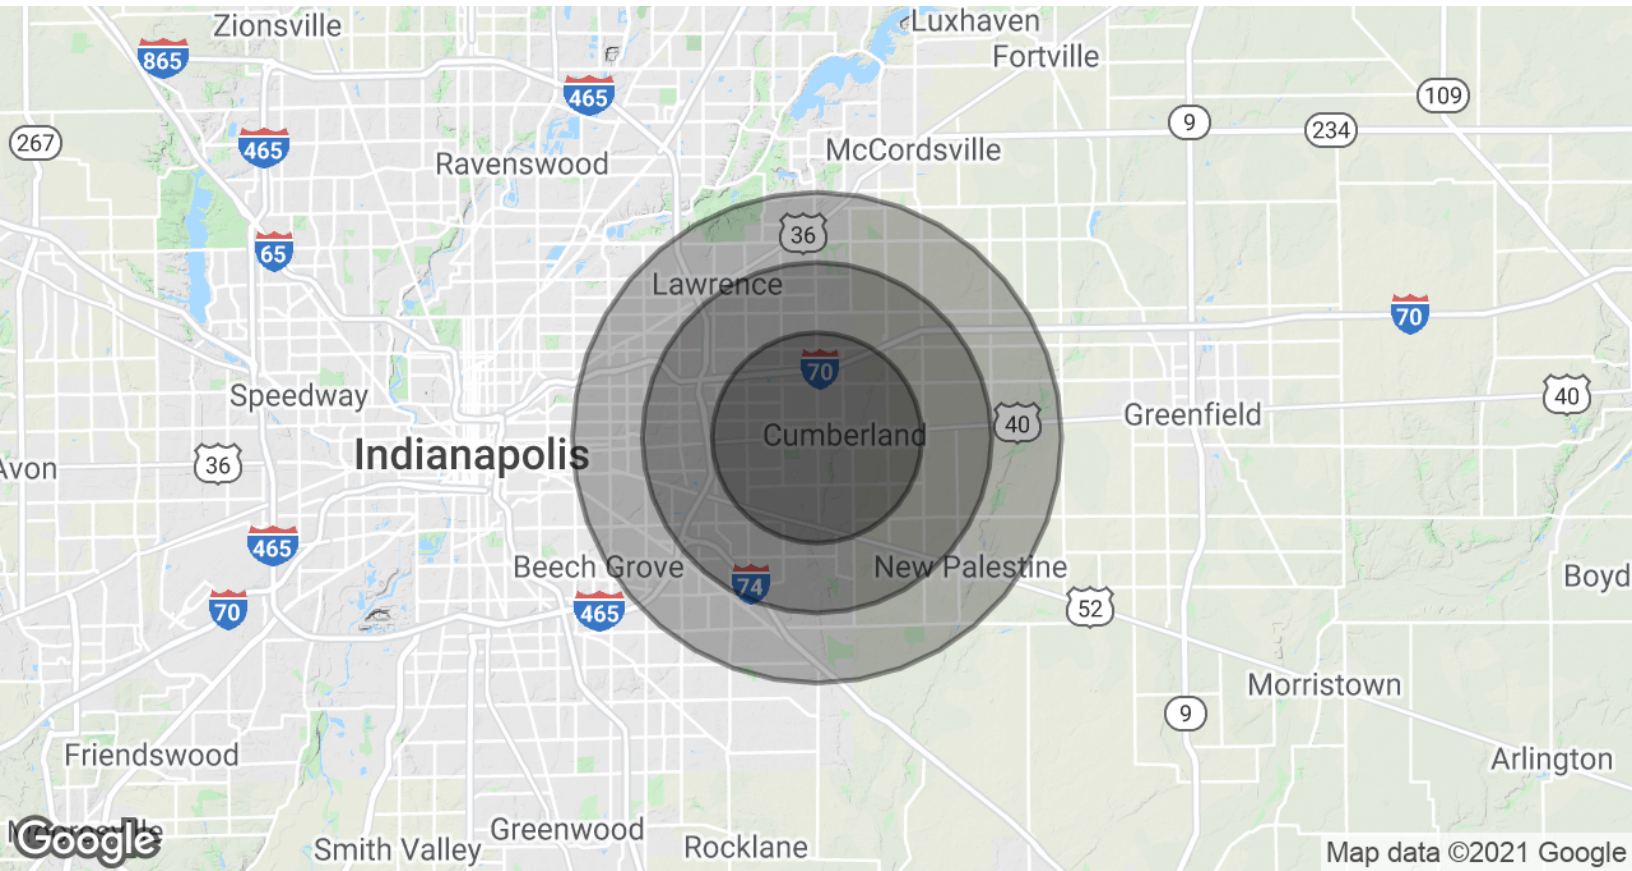 Zionsville
Luxhaven
Fortville
865
465
109
9
234
267
465
Ravenswood
McCordsville
36
65
Lawrence
70
70
Speedway
40
Greenfield
40
Cumberland
Indianapolis
36
Avon
465
Beech Grove
74
New Palestine
Boyd
70
465
52
Morristown
9
Friendswood
Arlington
Greenwood
Google
Smith Valley
Rocklane
Map data ©2021 Google